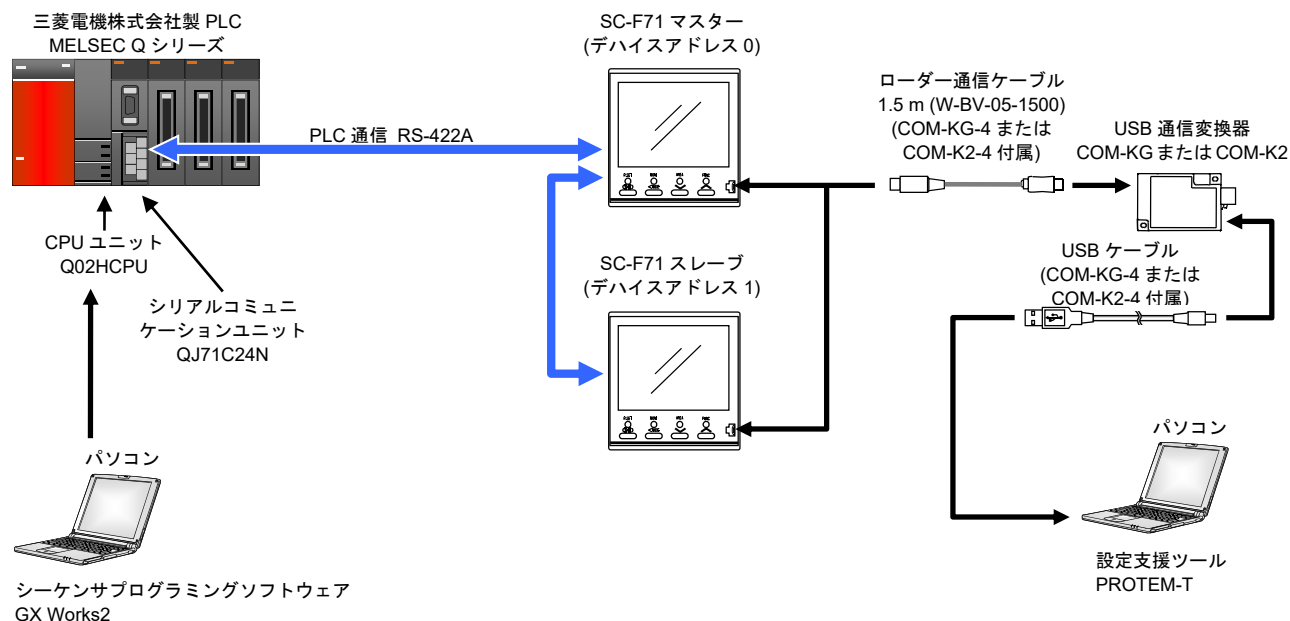 三菱電機株式会社製 PLC
MELSEC Q シリーズ
SC-F71 マスター
(デハイスアドレス 0)
ローダー通信ケーブル
1.5 m (W-BV-05-1500)
(COM-KG-4 または
COM-K2-4 付属)
USB 通信変換器
COM-KG または COM-K2
PLC 通信 RS-422A
CPU ユニット
Q02HCPU
シリアルコミュニ
ケーションユニット
QJ71C24N
SC-F71 スレーブ
(デハイスアドレス 1)
USB ケーブル
(COM-KG-4 または
COM-K2-4 付属)
パソコン
シーケンサプログラミングソフトウェア
GX Works2
パソコン
設定支援ツール
PROTEM-T